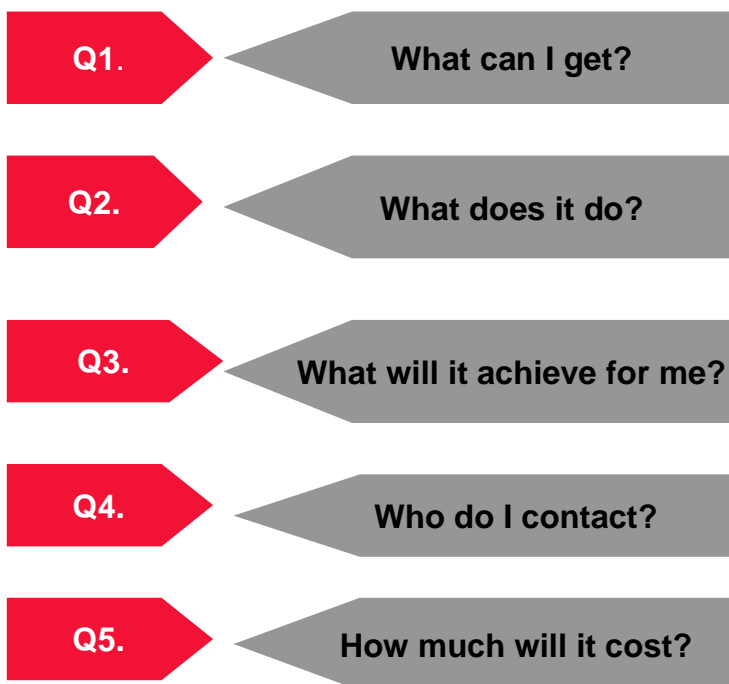 Q1. What can I get?
Q2. What does it do?
Q3. What will it achieve for me?
Q4. Who do I contact?
Q5. How much will it cost?